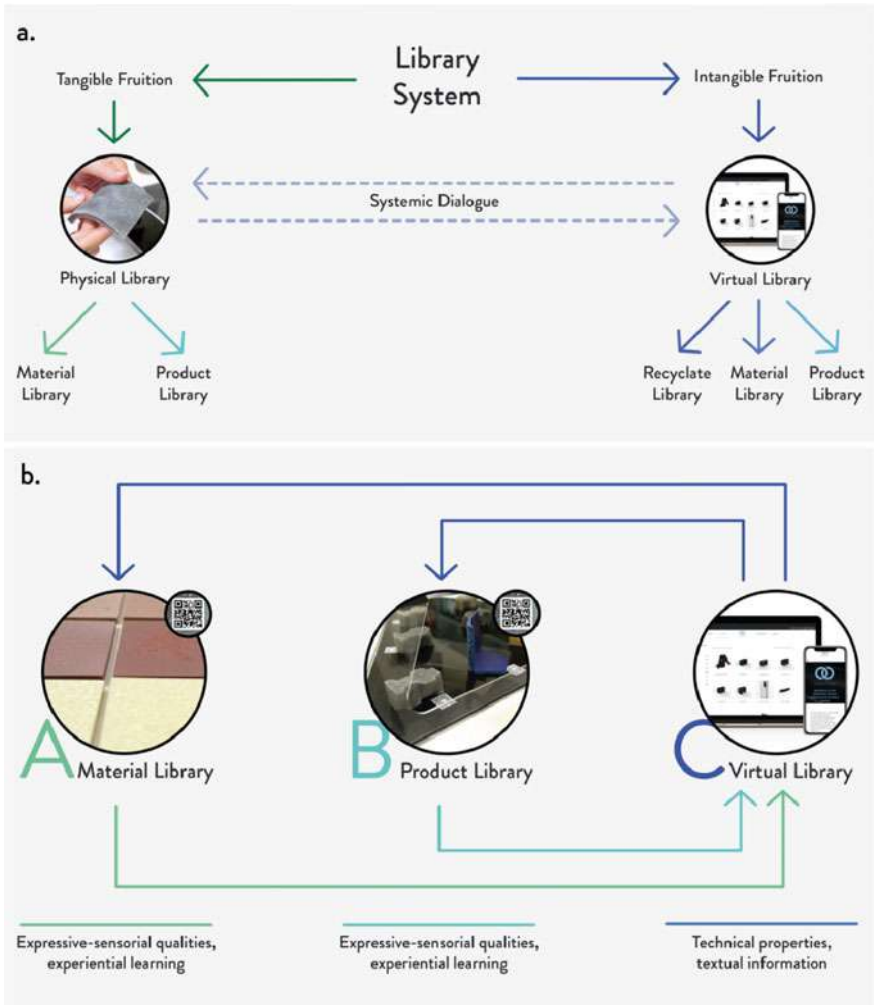 a.
Library
System
Tangible Fruition
Intangible Fruition
Systemic Dialogue
Physical Library
Virtual Library
Material
Library
Product
Library
Recyclate
Library
Material
Library
Product
Library
b.
A Material Library
B Product Library
C Virtual Library
Expressive-sensorial qualities,
experiential learning
Expressive-sensorial qualities,
experiential learning
Technical properties,
textual information